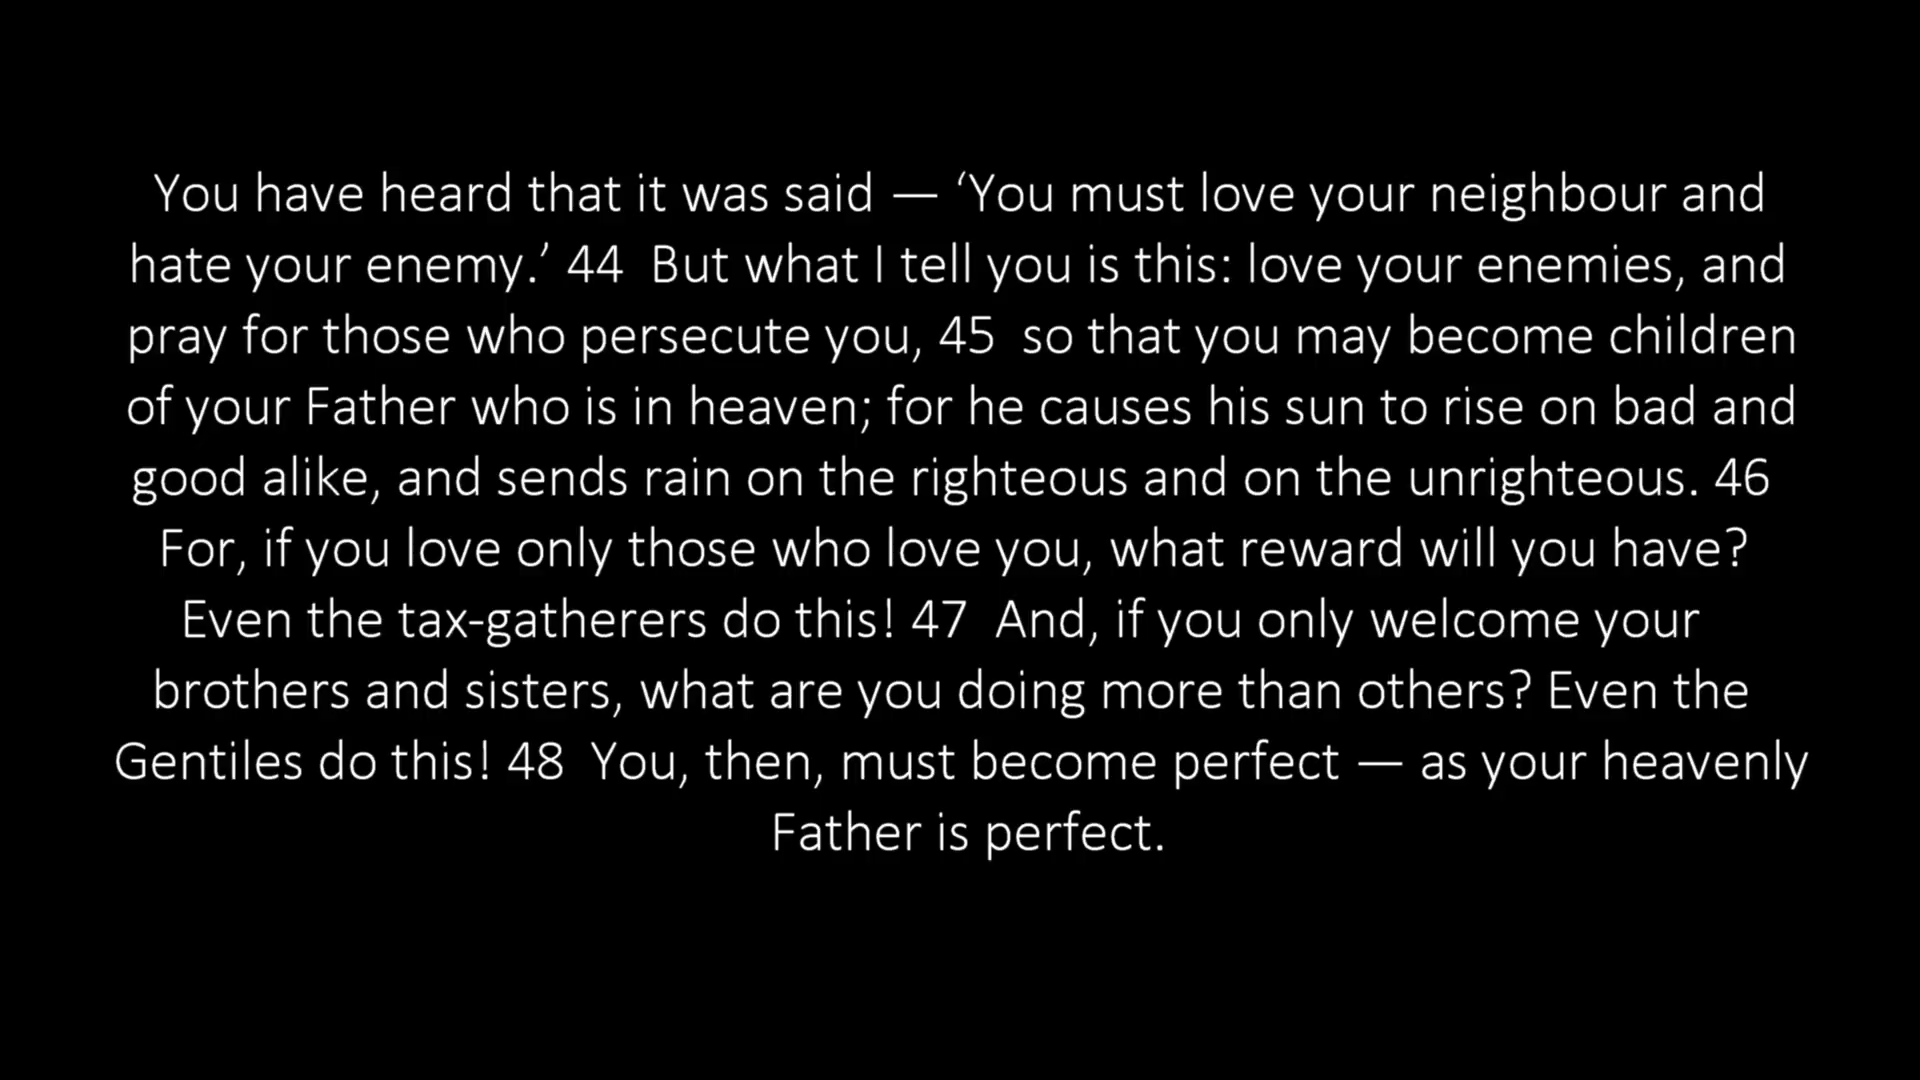 You have heard that it was said — ‘You must love your neighbour and
hate your enemy.’ 44  But what I tell you is this: love your enemies, and
pray for those who persecute you, 45  so that you may become children
of your Father who is in heaven; for he causes his sun to rise on bad and
good alike, and sends rain on the righteous and on the unrighteous. 46
For, if you love only those who love you, what reward will you have?
Even the tax-gatherers do this! 47  And, if you only welcome your
brothers and sisters, what are you doing more than others? Even the
Gentiles do this! 48  You, then, must become perfect — as your heavenly
Father is perfect.